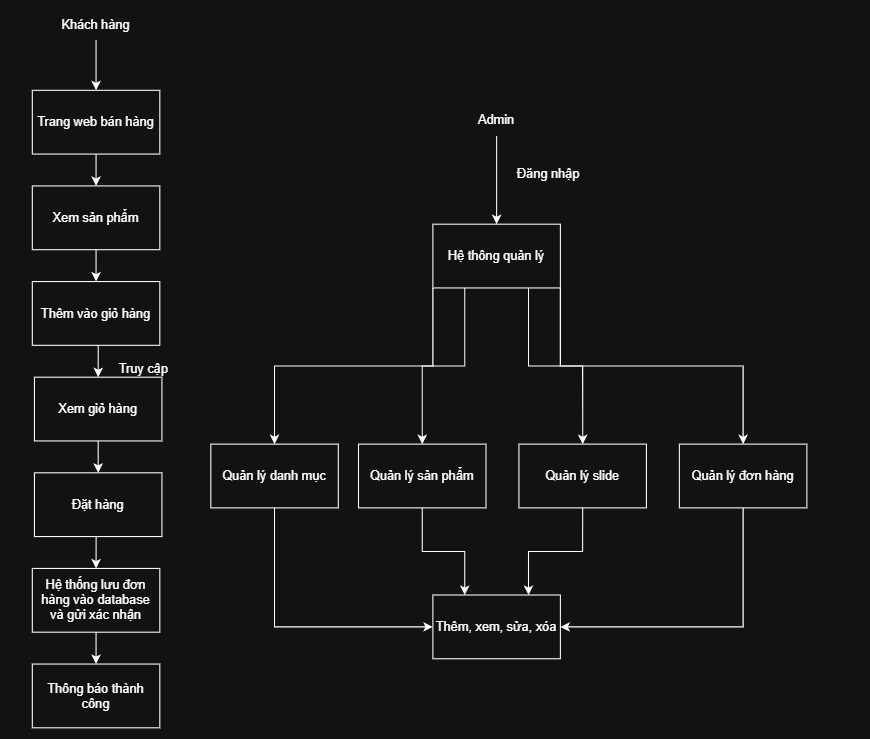 Khách hàng
Trang web bán hàng
Xem sản phẩm
Thêm vào giỏ hàng
Truy cập
Xem giỏ hàng
Đặt hàng
Hệ thống lưu đơn
hàng vào database
và gửi xác nhận
Thông báo thành
công
Admin
Đăng nhập
Hệ thông quản lý
Quản lý danh mục
Quản lý sản phẩm
Quản lý slide
Quản lý đơn hàng
Thêm, xem, sửa, xóa